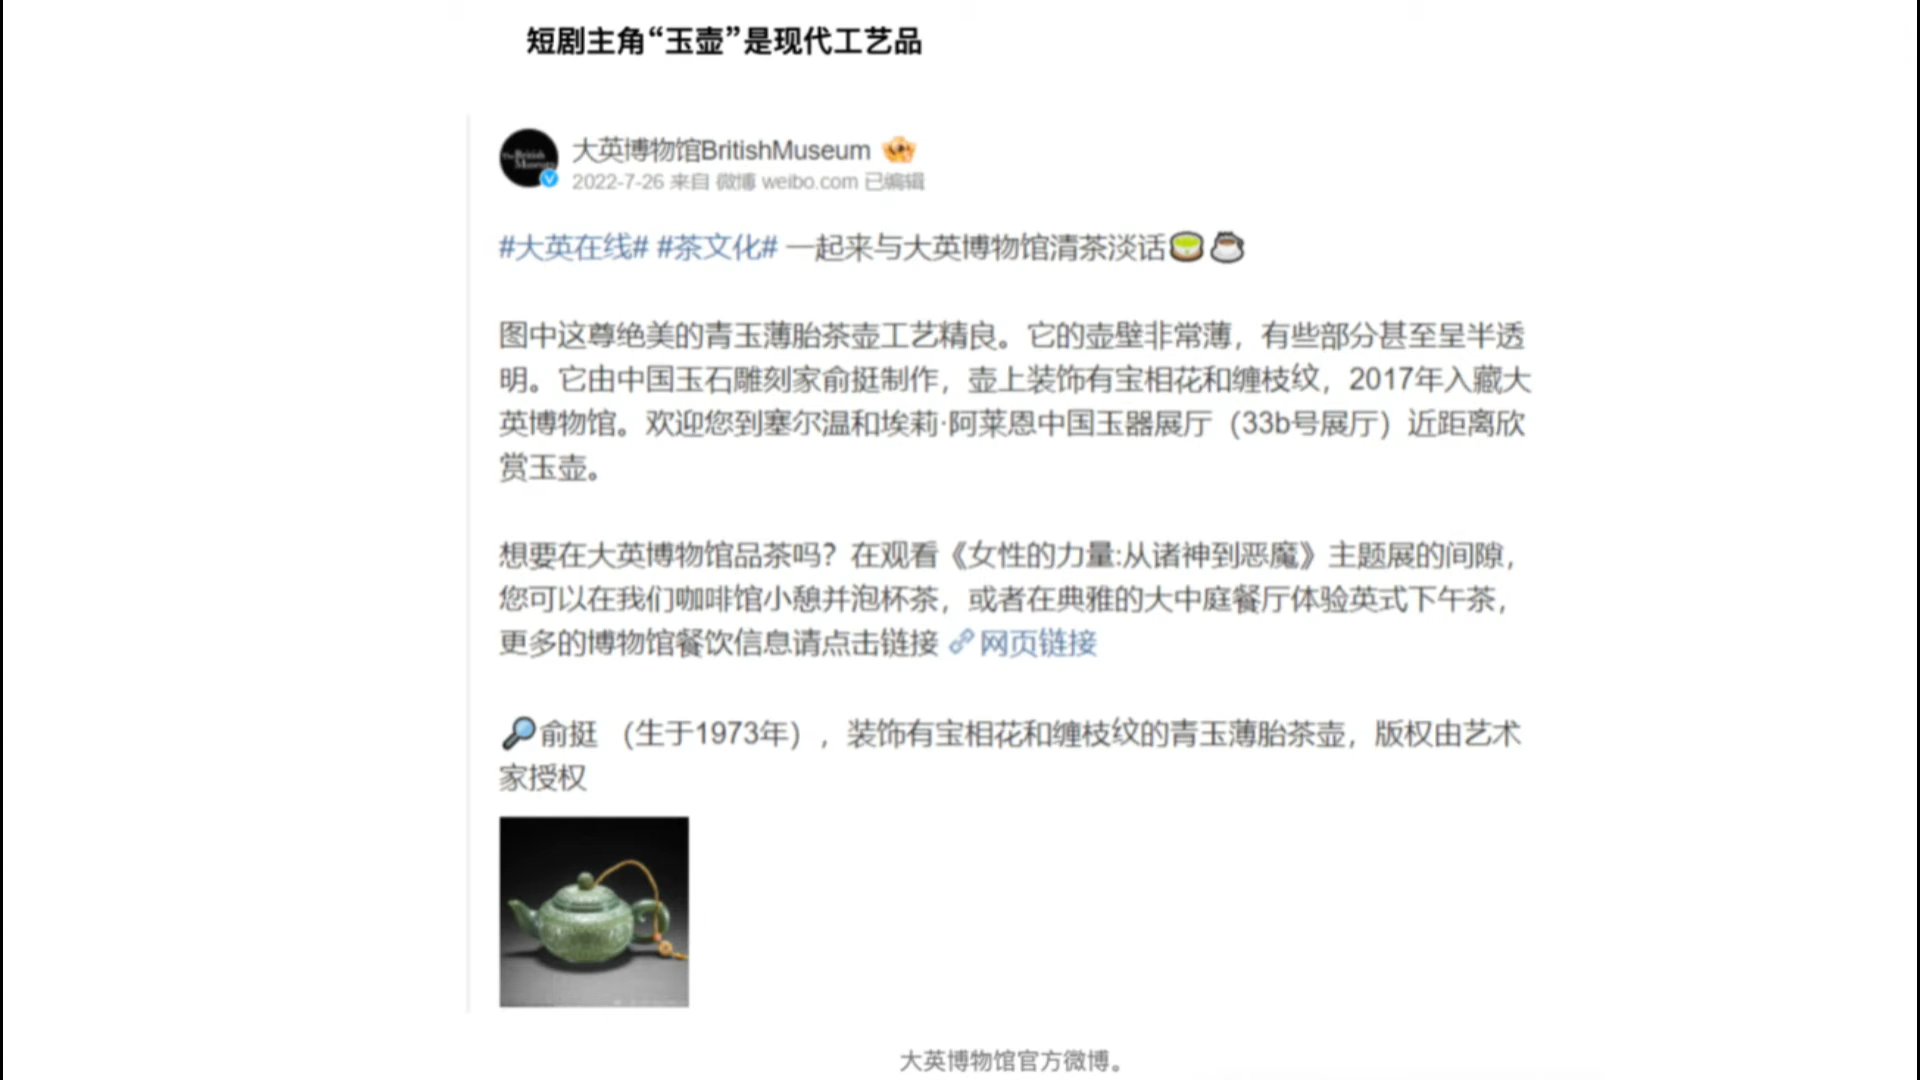 短剧主角“玉壶”是现代工艺品
大英博物馆BritishMuseum
2022-7-26 来自 微博 weibo.com 已编辑
#大英在线# #茶文化# 一起来与大英博物馆清茶淡话
图中这尊绝美的青玉薄胎茶壶工艺精良。它的壶壁非常薄，有些部分甚至呈半透
明。它由中国玉石雕刻家俞挺制作，壶上装饰有宝相花和缠枝纹，2017年入藏大
英博物馆。欢迎您到塞尔温和埃莉·阿莱恩中国玉器展厅（33b号展厅）近距离欣
赏玉壶。
想要在大英博物馆品茶吗？在观看《女性的力量:从诸神到恶魔》主题展的间隙，
您可以在我们咖啡馆小憩并泡杯茶，或者在典雅的大中庭餐厅体验英式下午茶，
更多的博物馆餐饮信息请点击链接 网页链接
俞挺 （生于1973年），装饰有宝相花和缠枝纹的青玉薄胎茶壶，版权由艺术
家授权
大英博物馆官方微博。